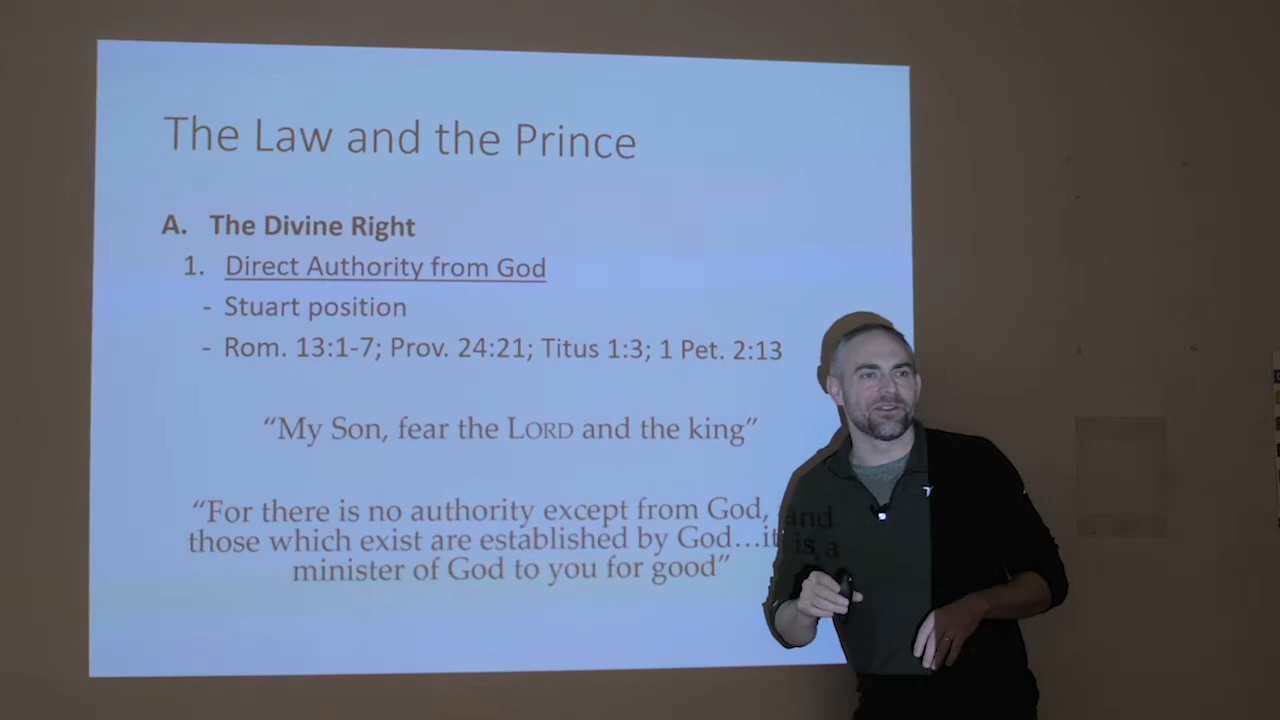 The Law and the Prince
A. The Divine Right
1. Direct Authority from God
- Stuart position
- Rom. 13:1-7; Prov. 24:21; Titus 1:3; 1 Pet. 2:13
“My Son, fear the LORD and the king”
“For there is no authority except from God, and
those which exist are established by God…it is a
minister of God to you for good”